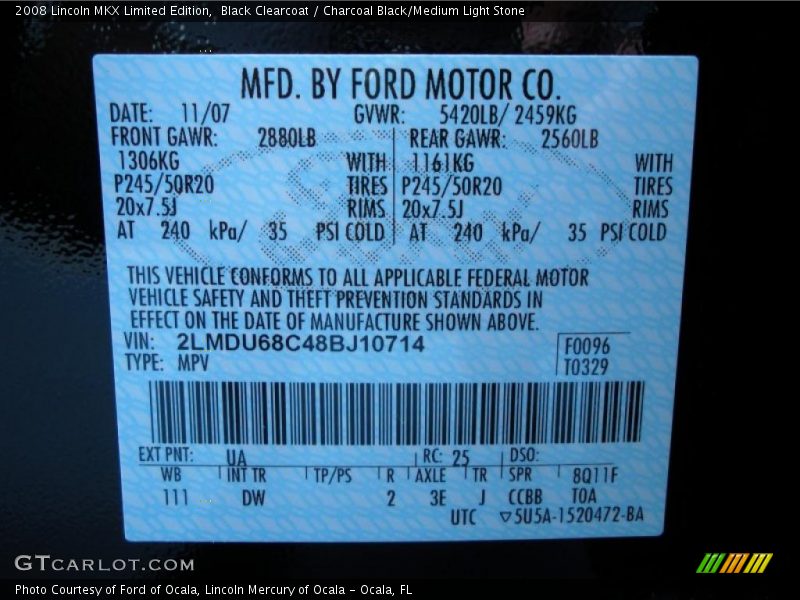 2008 Lincoln MKX Limited Edition, Black Clearcoat / Charcoal Black/Medium Light Stone
MFD. BY FORD MOTOR CO.
DATE: 11/07 GVWR: 5420LB/ 2459KG
FRONT GAWR: 2880LB REAR GAWR: 2560LB
1306KG WITH 1161KG WITH
P245/50R20 TIRES P245/50R20 TIRES
20x7.5J RIMS 20x7.5J RIMS
AT 240 kPa/ 35 PSI COLD AT 240 kPa/ 35 PSI COLD
THIS VEHICLE CONFORMS TO ALL APPLICABLE FEDERAL MOTOR
VEHICLE SAFETY AND THEFT PREVENTION STANDARDS IN
EFFECT ON THE DATE OF MANUFACTURE SHOWN ABOVE.
VIN: 2LMDU68C48BJ10714 F0096
TYPE: MPV T0329
EXT PNT: UA RC: 25 DSO:
WB INT TR TP/PS R AXLE TR SPR 8Q11F
111 DW 2 3E J CCBB T0A
UTC ▽5U5A-1520472-BA
GTCARLOT.COM
Photo Courtesy of Ford of Ocala, Lincoln Mercury of Ocala - Ocala, FL